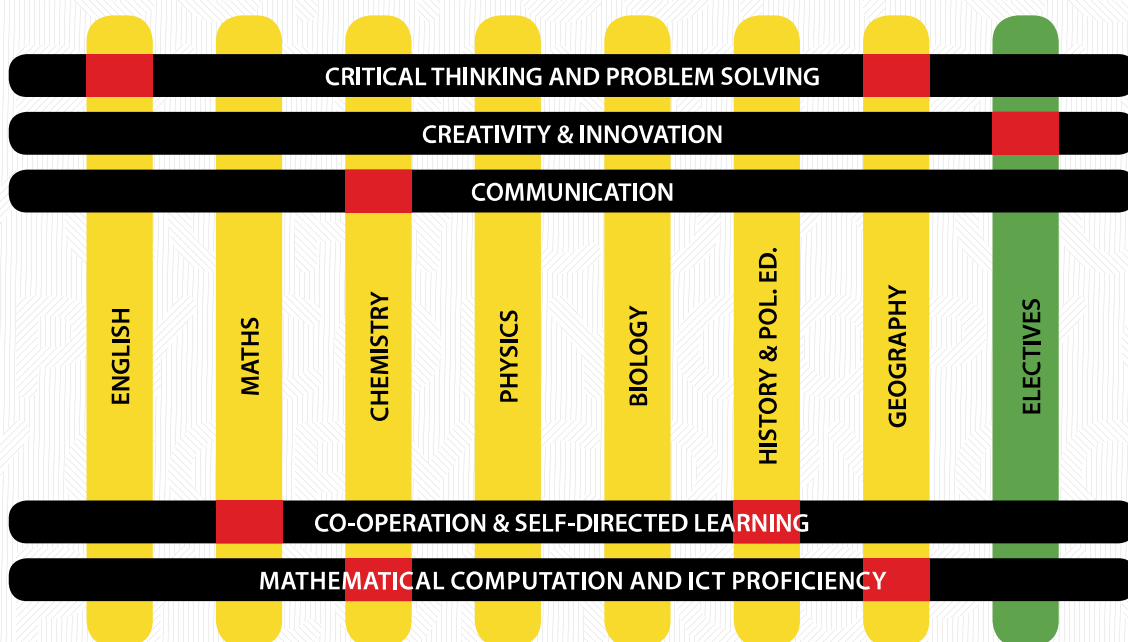 CRITICAL THINKING AND PROBLEM SOLVING
CREATIVITY & INNOVATION
COMMUNICATION
ENGLISH
MATHS
CHEMISTRY
PHYSICS
BIOLOGY
HISTORY & POL. ED.
GEOGRAPHY
ELECTIVES
CO-OPERATION & SELF-DIRECTED LEARNING
MATHEMATICAL COMPUTATION AND ICT PROFICIENCY